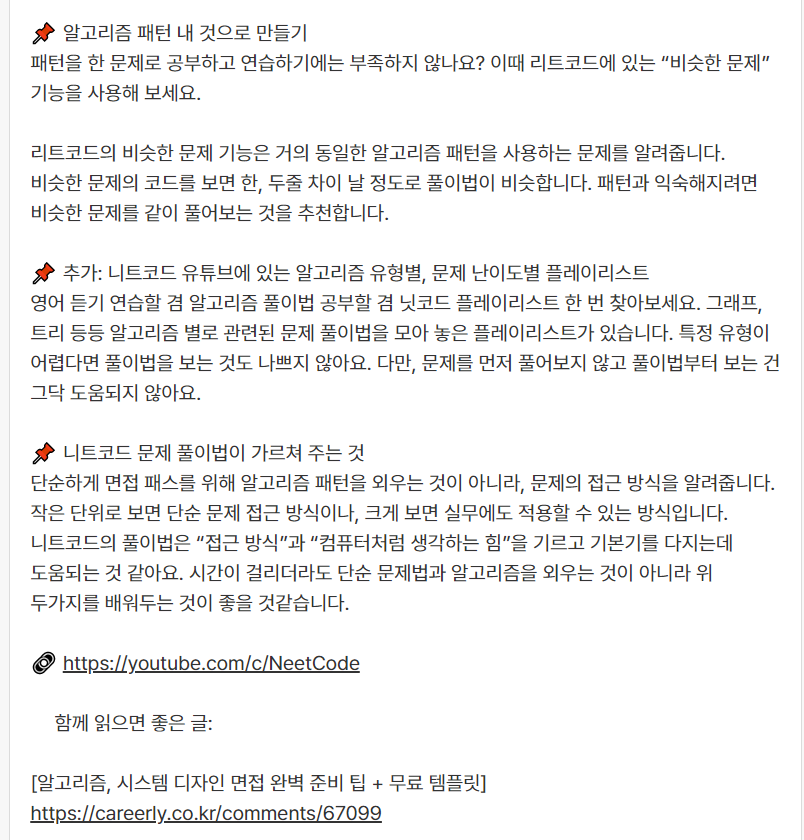 📌 알고리즘 패턴 내 것으로 만들기
패턴을 한 문제로 공부하고 연습하기에는 부족하지 않나요? 이때 리트코드에 있는 “비슷한 문제”
기능을 사용해 보세요.
리트코드의 비슷한 문제 기능은 거의 동일한 알고리즘 패턴을 사용하는 문제를 알려줍니다.
비슷한 문제의 코드를 보면 한, 두줄 차이 날 정도로 풀이법이 비슷합니다. 패턴과 익숙해지려면
비슷한 문제를 같이 풀어보는 것을 추천합니다.
📌 추가: 니트코드 유튜브에 있는 알고리즘 유형별, 문제 난이도별 플레이리스트
영어 듣기 연습할 겸 알고리즘 풀이법 공부할 겸 닛코드 플레이리스트 한 번 찾아보세요. 그래프,
트리 등등 알고리즘 별로 관련된 문제 풀이법을 모아 놓은 플레이리스트가 있습니다. 특정 유형이
어렵다면 풀이법을 보는 것도 나쁘지 않아요. 다만, 문제를 먼저 풀어보지 않고 풀이법부터 보는 건
그닥 도움되지 않아요.
📌 니트코드 문제 풀이법이 가르쳐 주는 것
단순하게 면접 패스를 위해 알고리즘 패턴을 외우는 것이 아니라, 문제의 접근 방식을 알려줍니다.
작은 단위로 보면 단순 문제 접근 방식이나, 크게 보면 실무에도 적용할 수 있는 방식입니다.
니트코드의 풀이법은 “접근 방식”과 “컴퓨터처럼 생각하는 힘”을 기르고 기본기를 다지는데
도움되는 것 같아요. 시간이 걸리더라도 단순 문제법과 알고리즘을 외우는 것이 아니라 위
두가지를 배워두는 것이 좋을 것같습니다.
🔗 https://youtube.com/c/NeetCode
함께 읽으면 좋은 글:
[알고리즘, 시스템 디자인 면접 완벽 준비 팁 + 무료 템플릿]
https://careerly.co.kr/comments/67099